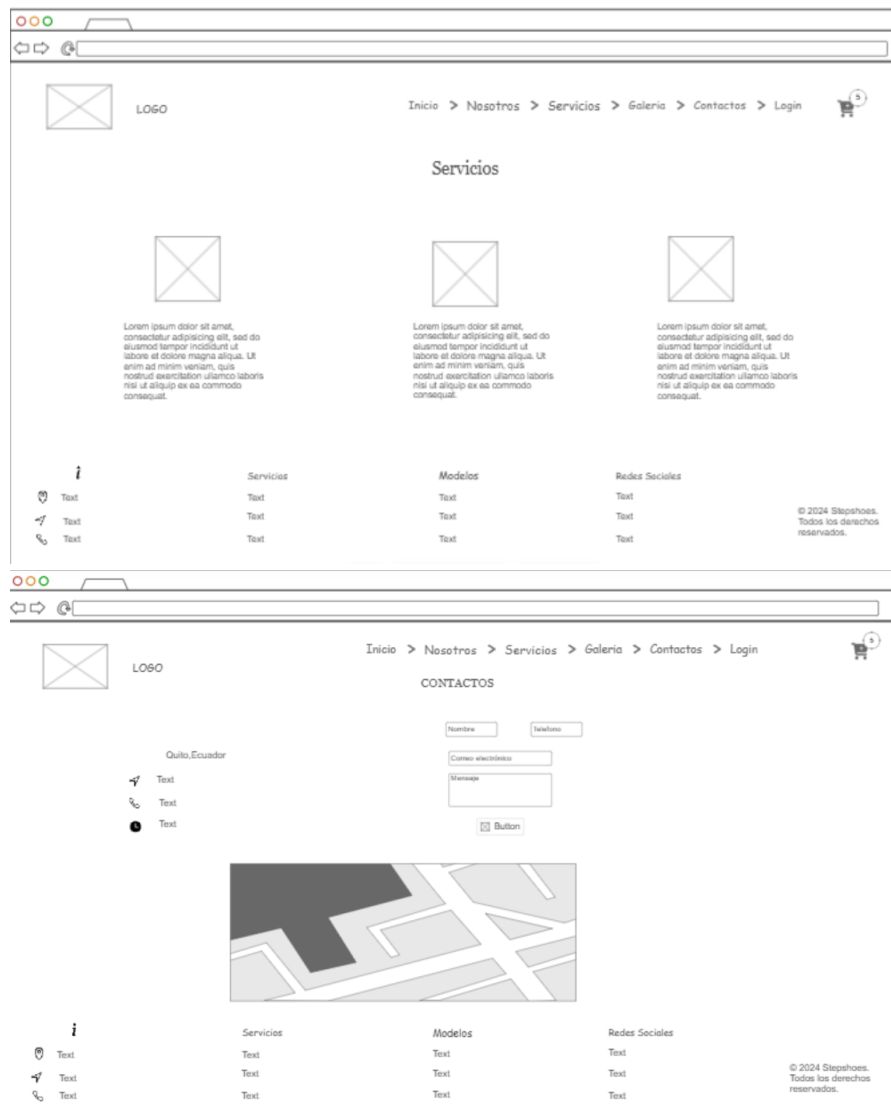 LOGO
Inicio > Nosotros > Servicios > Galeria > Contactos > Login
5
Servicios
Lorem ipsum dolor sit amet,
consectetur adipisicing elit, sed do
eiusmod tempor incididunt ut
labore et dolore magna aliqua. Ut
enim ad minim veniam, quis
nostrud exercitation ullamco laboris
nisi ut aliquip ex ea commodo
consequat.
Lorem ipsum dolor sit amet,
consectetur adipisicing elit, sed do
eiusmod tempor incididunt ut
labore et dolore magna aliqua. Ut
enim ad minim veniam, quis
nostrud exercitation ullamco laboris
nisi ut aliquip ex ea commodo
consequat.
Lorem ipsum dolor sit amet,
consectetur adipisicing elit, sed do
eiusmod tempor incididunt ut
labore et dolore magna aliqua. Ut
enim ad minim veniam, quis
nostrud exercitation ullamco laboris
nisi ut aliquip ex ea commodo
consequat.
i
Text
Text
Text
Servicios
Text
Text
Text
Modelos
Text
Text
Text
Redes Sociales
Text
Text
Text
© 2024 Stepshoes.
Todos los derechos
reservados.
LOGO
Inicio > Nosotros > Servicios > Galeria > Contactos > Login
5
CONTACTOS
Quito,Ecuador
Text
Text
Text
Nombre
Telefono
Correo electrónico
Mensaje
Button
i
Text
Text
Text
Servicios
Text
Text
Text
Modelos
Text
Text
Text
Redes Sociales
Text
Text
Text
© 2024 Stepshoes.
Todos los derechos
reservados.